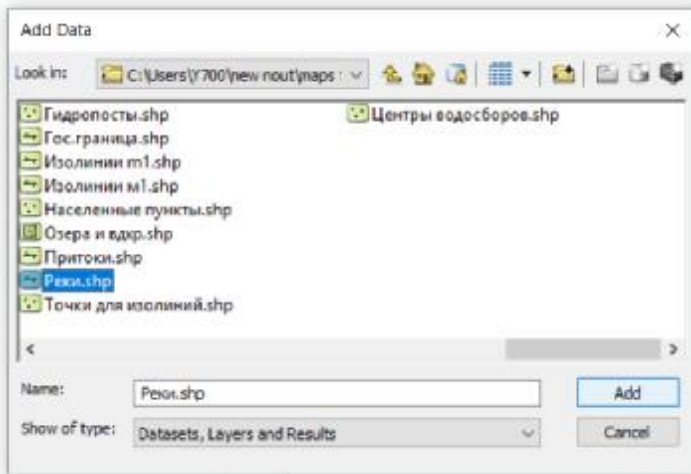 Add Data
Look in: C:\Users\Y700\new nout\maps
Гидропосты.shp
Гос.граница.shp
Изолинии m1.shp
Изолинии м1.shp
Населенные пункты.shp
Озера и вдхр.shp
Притоки.shp
Реки.shp
Точки для изолиний.shp
Центры водосборов.shp
Name: Реки.shp
Add
Show of type: Datasets, Layers and Results
Cancel